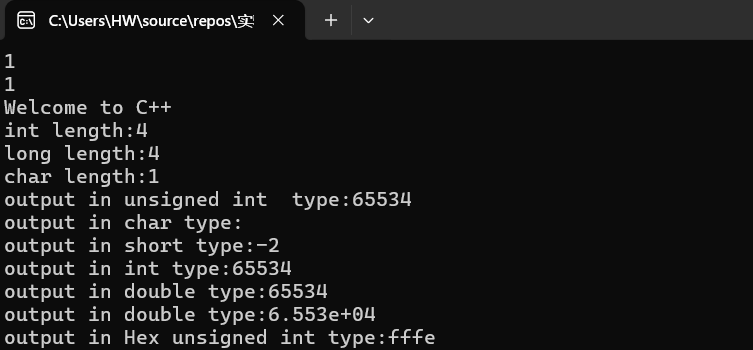 C:\Users\HW\source\repos\实
1
1
Welcome to C++
int length:4
long length:4
char length:1
output in unsigned int  type:65534
output in char type:
output in short type:-2
output in int type:65534
output in double type:65534
output in double type:6.553e+04
output in Hex unsigned int type:fffe